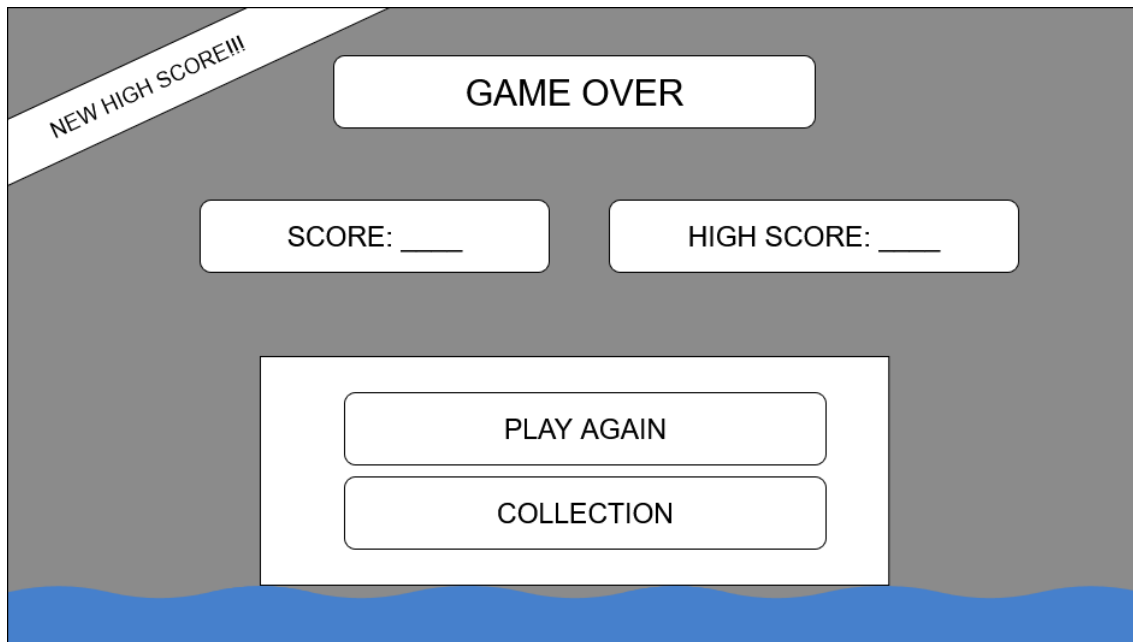 NEW HIGH SCORE!!!
GAME OVER
SCORE: ____
HIGH SCORE: ____
PLAY AGAIN
COLLECTION